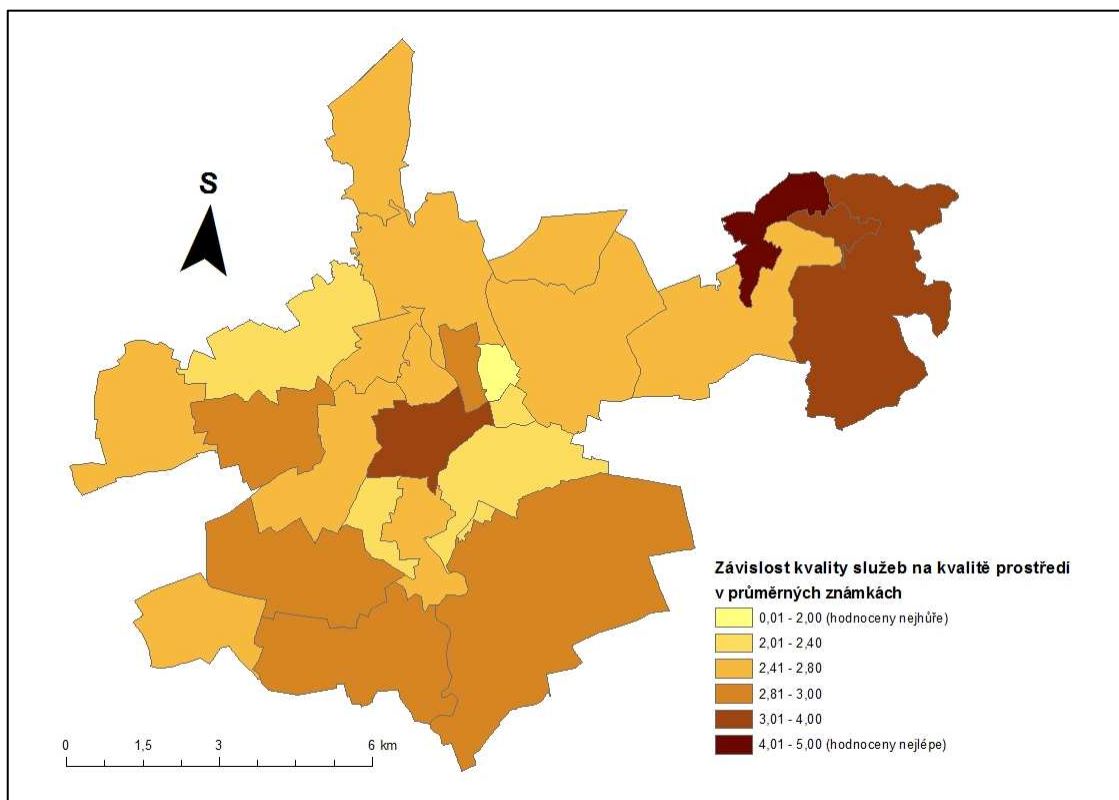 S
Závislost kvality služeb na kvalitě prostředí
v průměrných známkách
0,01 - 2,00 (hodnoceny nejhůře)
2,01 - 2,40
2,41 - 2,80
2,81 - 3,00
3,01 - 4,00
4,01 - 5,00 (hodnoceny nejlépe)
0 1,5 3 6 km